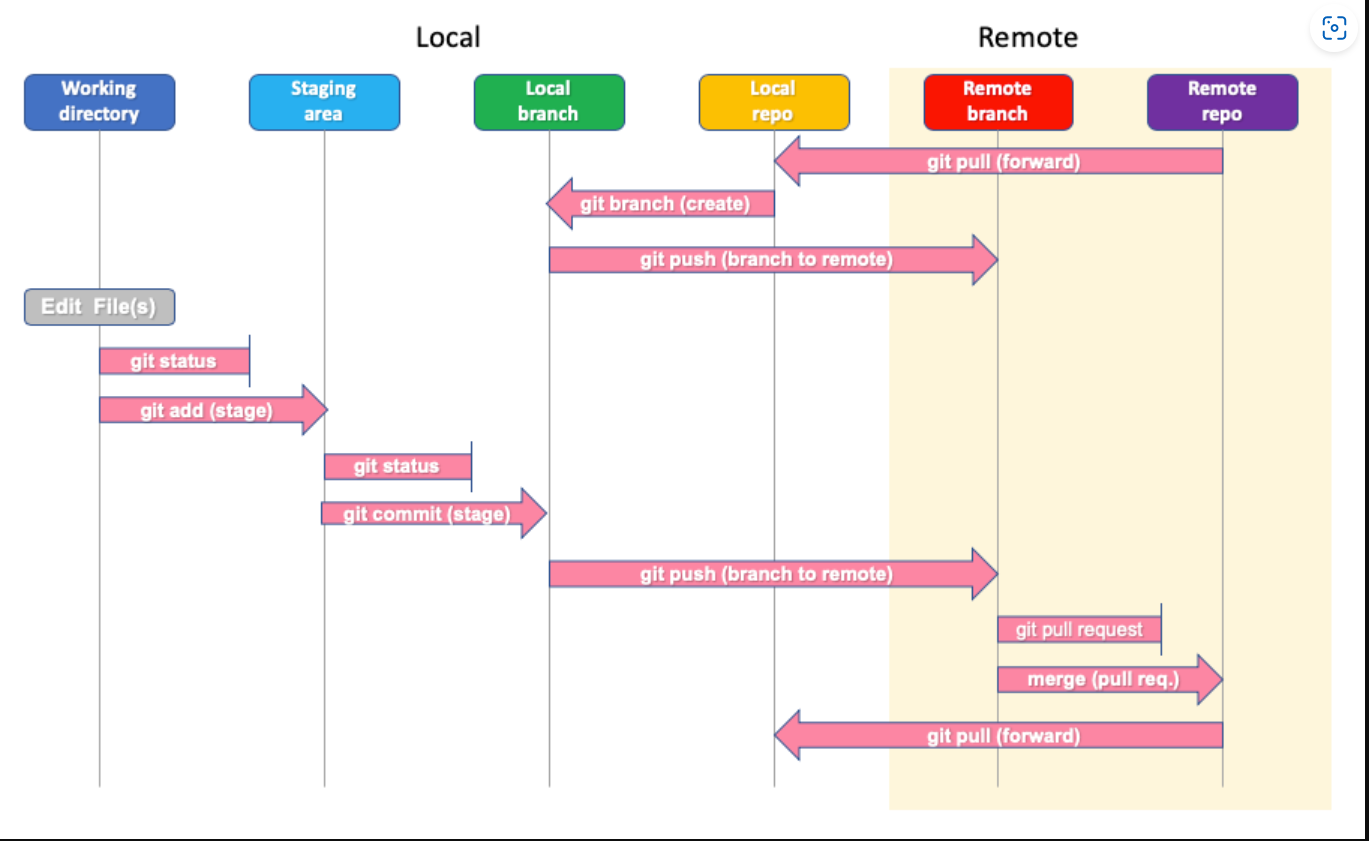 Local
Remote
Working
directory
Staging
area
Local
branch
Local
repo
Remote
branch
Remote
repo
git pull (forward)
git branch (create)
git push (branch to remote)
Edit File(s)
git status
git add (stage)
git status
git commit (stage)
git push (branch to remote)
git pull request
merge (pull req.)
git pull (forward)